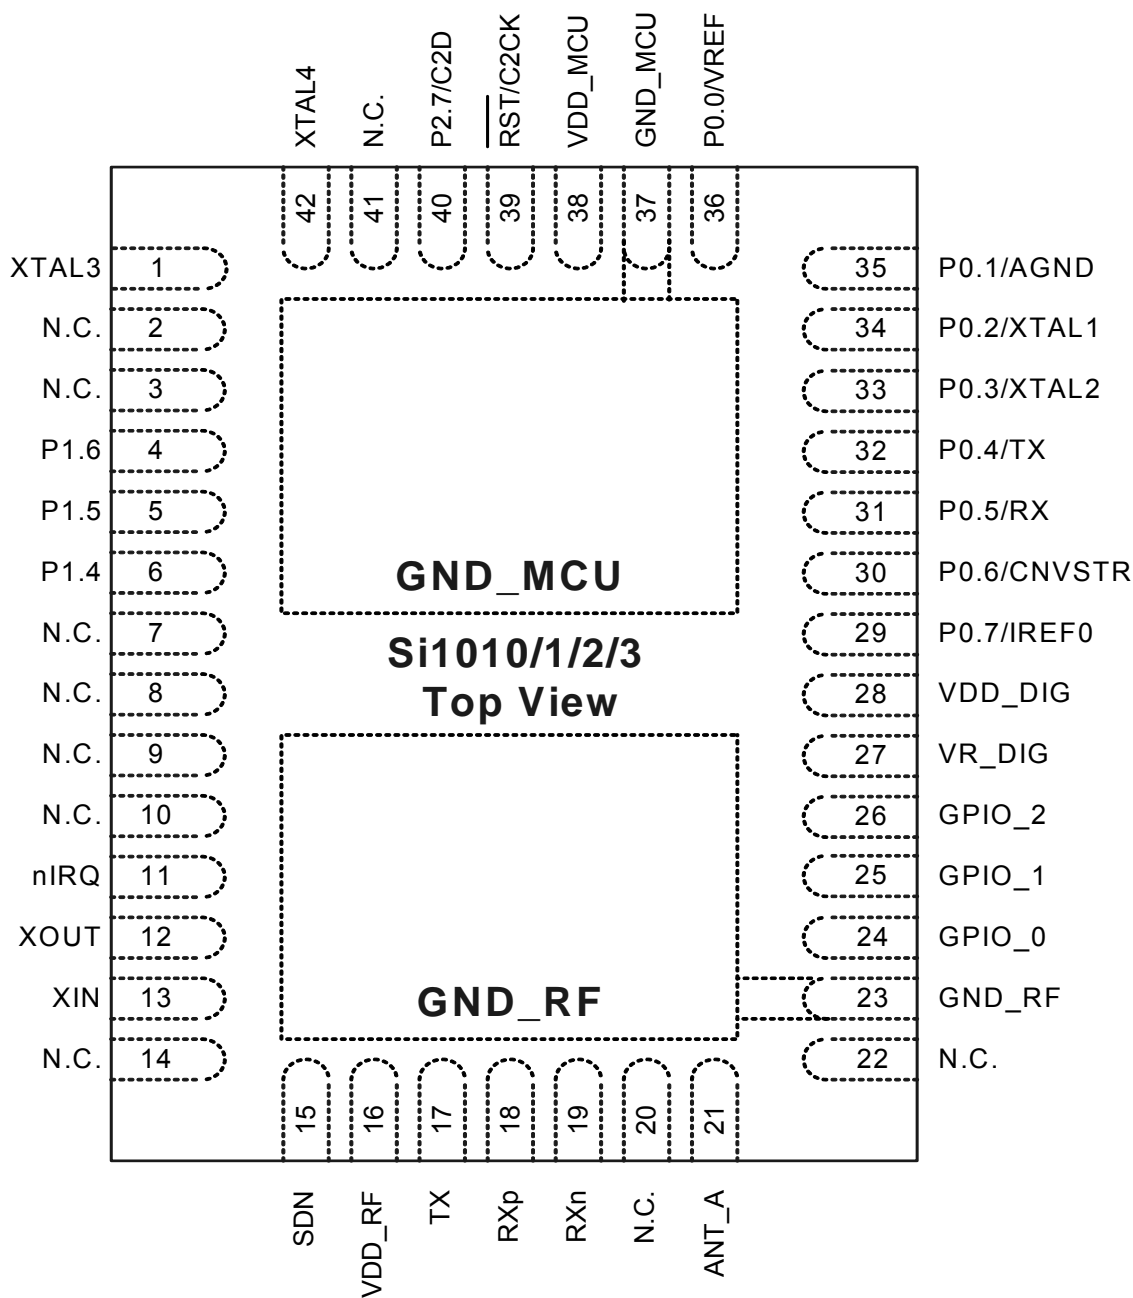 XTAL4
N.C.
P2.7/C2D
RST/C2CK
VDD_MCU
GND_MCU
P0.0/VREF
42
41
40
39
38
37
36
XTAL3 1
N.C. 2
N.C. 3
P1.6 4
P1.5 5
P1.4 6
N.C. 7
N.C. 8
N.C. 9
N.C. 10
nIRQ 11
XOUT 12
XIN 13
N.C. 14
GND_MCU
Si1010/1/2/3
Top View
GND_RF
35 P0.1/AGND
34 P0.2/XTAL1
33 P0.3/XTAL2
32 P0.4/TX
31 P0.5/RX
30 P0.6/CNVSTR
29 P0.7/IREF0
28 VDD_DIG
27 VR_DIG
26 GPIO_2
25 GPIO_1
24 GPIO_0
23 GND_RF
22 N.C.
15
16
17
18
19
20
21
SDN
VDD_RF
TX
RXp
RXn
N.C.
ANT_A